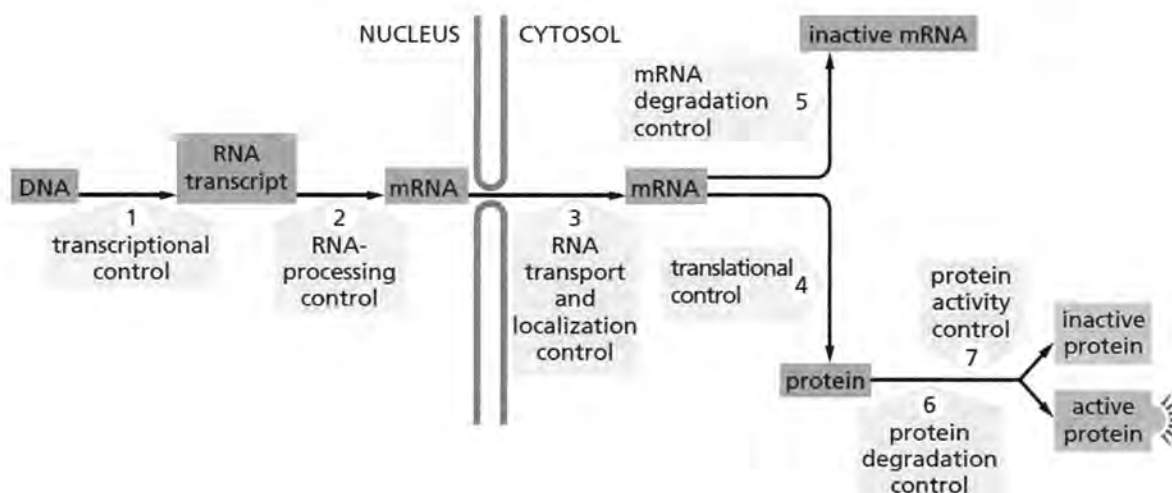 NUCLEUS
CYTOSOL
inactive mRNA
mRNA
degradation
control
5
DNA
RNA
transcript
mRNA
mRNA
1
transcriptional
control
2
RNA-
processing
control
3
RNA
transport
and
localization
control
translational
control
4
protein
activity
control
7
inactive
protein
protein
6
protein
degradation
control
active
protein